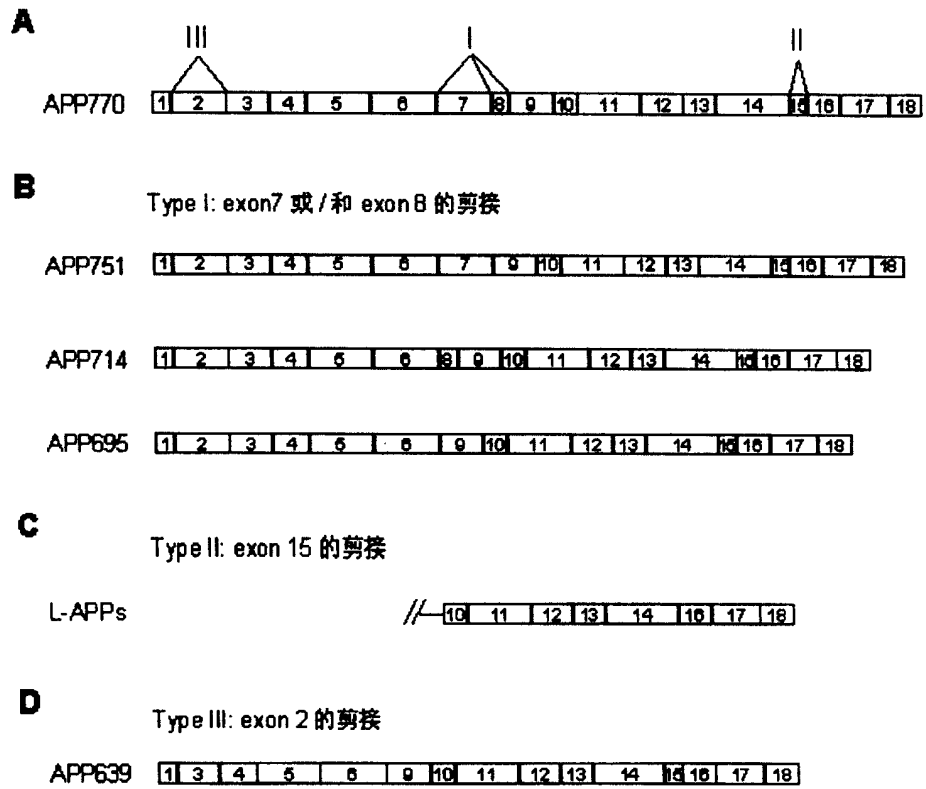 A
III I II
APP770 1 2 3 4 5 6 7 8 9 10 11 12 13 14 15 16 17 18
B
Type I: exon7 或/和 exon 8 的剪接
APP751 1 2 3 4 5 6 7 9 10 11 12 13 14 15 16 17 18
APP714 1 2 3 4 5 6 8 9 10 11 12 13 14 15 16 17 18
APP695 1 2 3 4 5 6 9 10 11 12 13 14 15 16 17 18
C
Type II: exon 15 的剪接
L-APPs 10 11 12 13 14 16 17 18
D
Type III: exon 2 的剪接
APP639 1 3 4 5 6 9 10 11 12 13 14 15 16 17 18